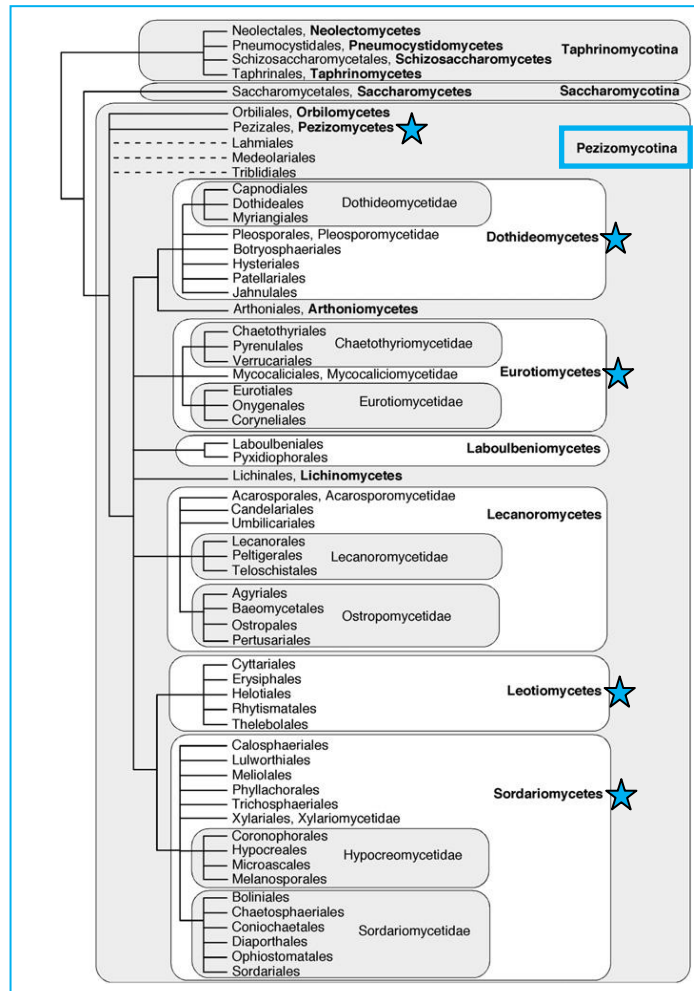 Neolectales, Neolectomycetes
Pneumocystidales, Pneumocystidomycetes
Schizosaccharomycetales, Schizosaccharomycetes
Taphrinales, Taphrinomycetes
Taphrinomycotina
Saccharomycetales, Saccharomycetes
Saccharomycotina
Orbiliales, Orbilomycetes
Pezizales, Pezizomycetes
Lahmiales
Medeolariales
Triblidiales
Pezizomycotina
Capnodiales
Dothideales
Myriangiales
Dothideomycetidae
Pleosporales, Pleosporomycetidae
Botryosphaeriales
Hysteriales
Patellariales
Jahnulales
Dothideomycetes
Arthoniales, Arthoniomycetes
Chaetothyriales
Pyrenulales
Verrucariales
Chaetothyriomycetidae
Mycocaliciales, Mycocaliciomycetidae
Eurotiomycetes
Eurotiales
Onygenales
Coryneliales
Eurotiomycetidae
Laboulbeniales
Pyxidiophorales
Laboulbeniomycetes
Lichinales, Lichinomycetes
Acarosporales, Acarosporomycetidae
Candelariales
Umbilicariales
Lecanoromycetes
Lecanorales
Peltigerales
Teloschistales
Lecanoromycetidae
Agyriales
Baeomycetales
Ostropales
Pertusariales
Ostropomycetidae
Cyttariales
Erysiphales
Helotiales
Rhytismatales
Thelebolales
Leotiomycetes
Calosphaeriales
Lulworthiales
Meliolales
Phyllachorales
Trichosphaeriales
Xylariales, Xylariomycetidae
Sordariomycetes
Coronophorales
Hypocreales
Microascales
Melanosporales
Hypocreomycetidae
Boliniales
Chaetosphaeriales
Coniochaetales
Diaporthales
Ophiostomatales
Sordariales
Sordariomycetidae